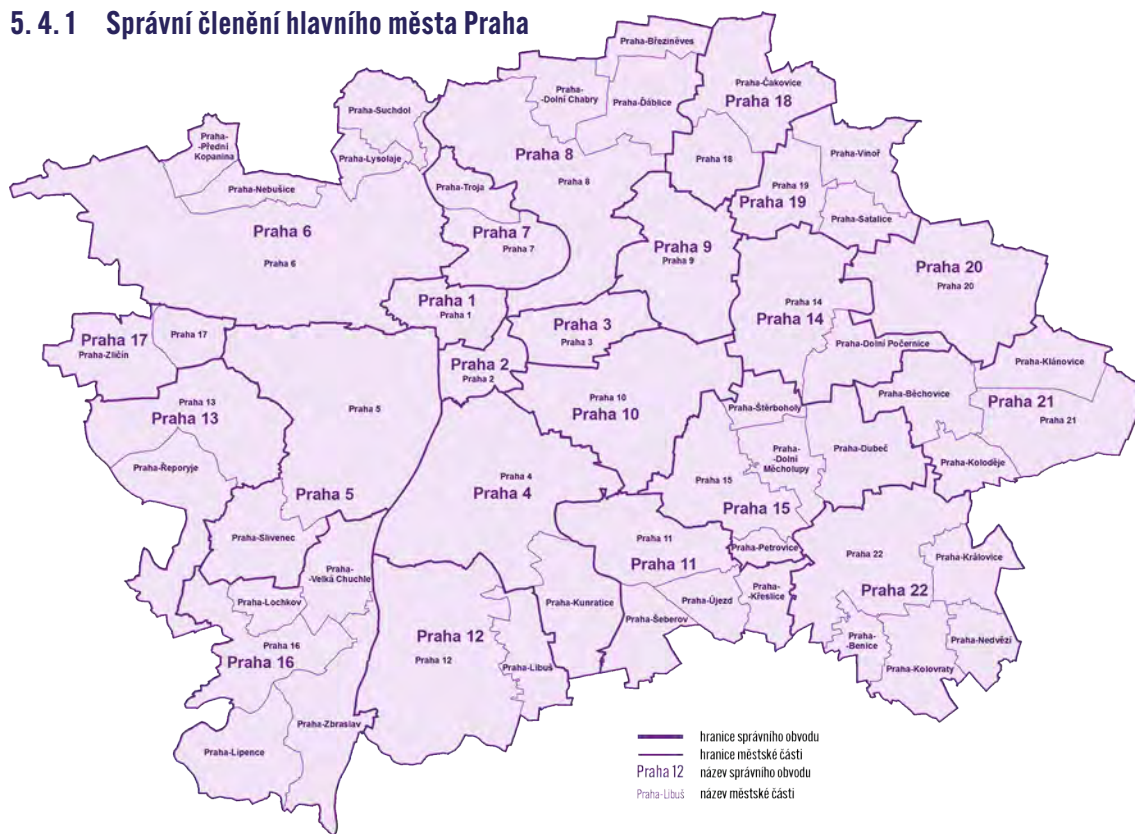 5. 4. 1 Správní členění hlavního města Praha
Praha-Březiněves
Praha-Čakovice
Praha 18
Praha-
-Dolní Chabry
Praha-Ďáblice
Praha-Suchdol
Praha-
-Přední
Kopanina
Praha-Lysolaje
Praha 8
Praha 8
Praha 18
Praha-Vinoř
Praha-Nebušice
Praha-Troja
Praha 19
Praha 19
Praha-Satalice
Praha 6
Praha 6
Praha 7
Praha 7
Praha 9
Praha 9
Praha 20
Praha 20
Praha 1
Praha 1
Praha 14
Praha 14
Praha 3
Praha 3
Praha 17
Praha 17
Praha-Zličín
Praha-Dolní Počernice
Praha-Klánovice
Praha 2
Praha 2
Praha-Běchovice
Praha 21
Praha 21
Praha 13
Praha 13
Praha 5
Praha 10
Praha 10
Praha-Štěrboholy
Praha-
-Dolní
Měcholupy
Praha-Dubeč
Praha-Koloděje
Praha-Řeporyje
Praha 5
Praha 4
Praha 4
Praha 15
Praha 15
Praha-Slivenec
Praha 11
Praha 11
Praha-Petrovice
Praha 22
Praha 22
Praha-Královice
Praha-
-Velká Chuchle
Praha-Lochkov
Praha-Kunratice
Praha-Šeberov
Praha-Újezd
Praha-
-Křeslice
Praha 16
Praha 16
Praha 12
Praha 12
Praha-Libuš
Praha-
-Benice
Praha-Kolovraty
Praha-Nedvězí
Praha-Zbraslav
Praha-Lipence
hranice správního obvodu
hranice městské části
Praha 12 název správního obvodu
Praha-Libuš název městské části